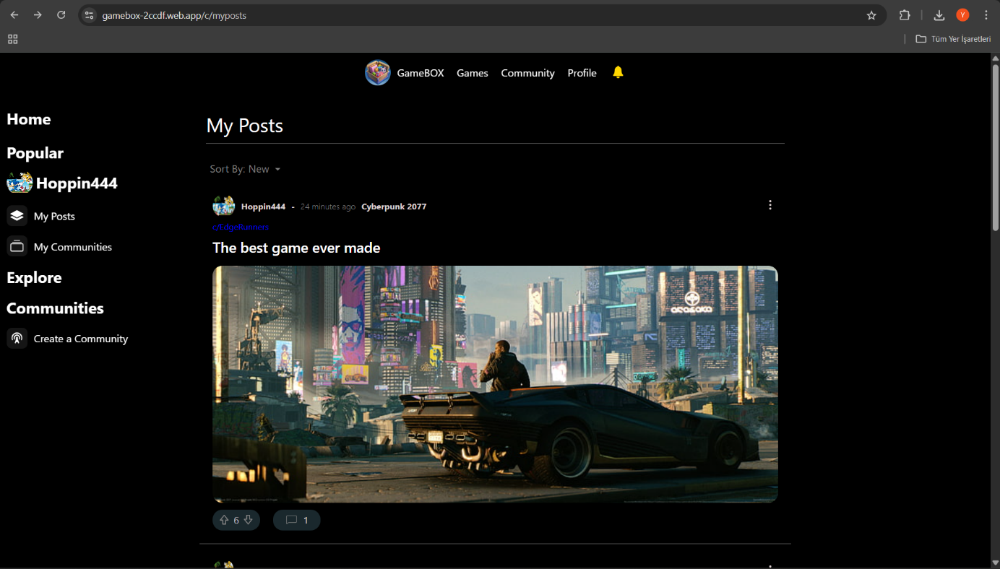 gamebox-2ccdf.web.app/c/myposts
Y
Tüm Yer İşaretleri
GameBOX Games Community Profile
Home
Popular
Hoppin444
My Posts
My Communities
Explore
Communities
Create a Community
My Posts
Sort By: New
Hoppin444 - 24 minutes ago Cyberpunk 2077
c/EdgeRunners
The best game ever made
ARASAKA
6
1